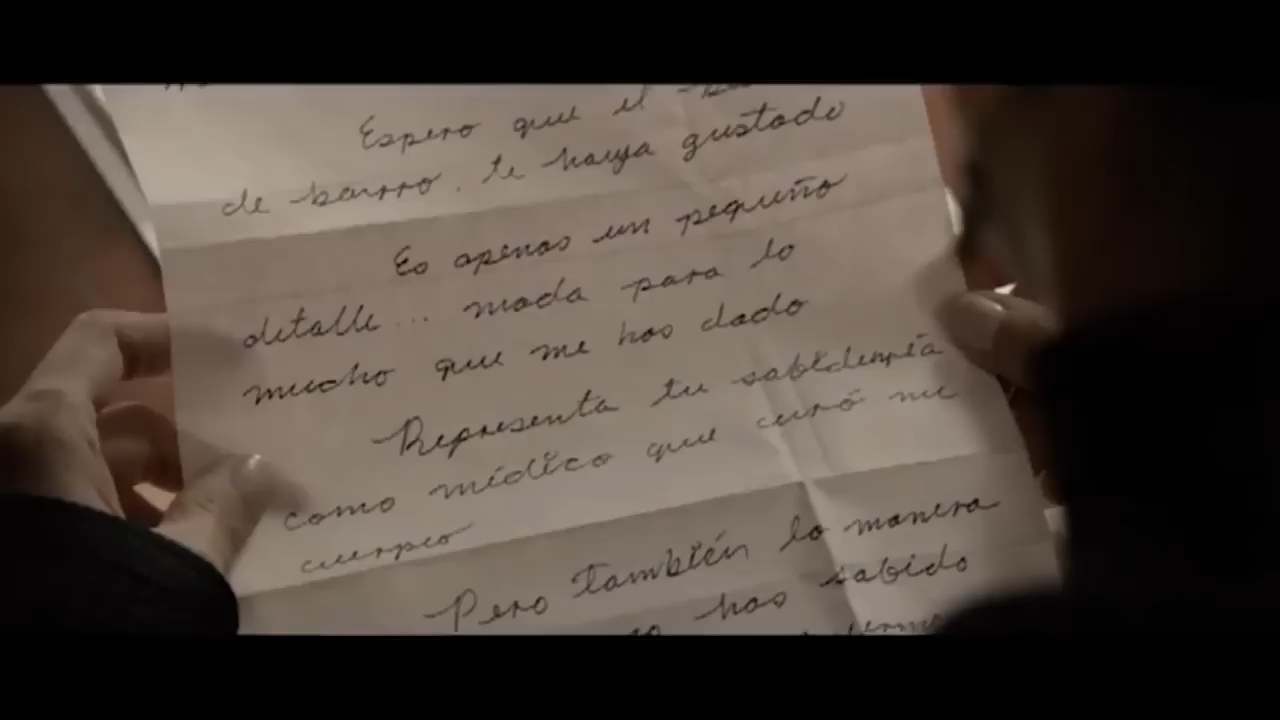 Espero que el
de barro. te haya gustado
Es apenas un pequeño
detalle... nada para lo
mucho que me has dado
Representa tu sabiduría
como médico que curó mi
cuerpo
Pero también la manera
has sabido